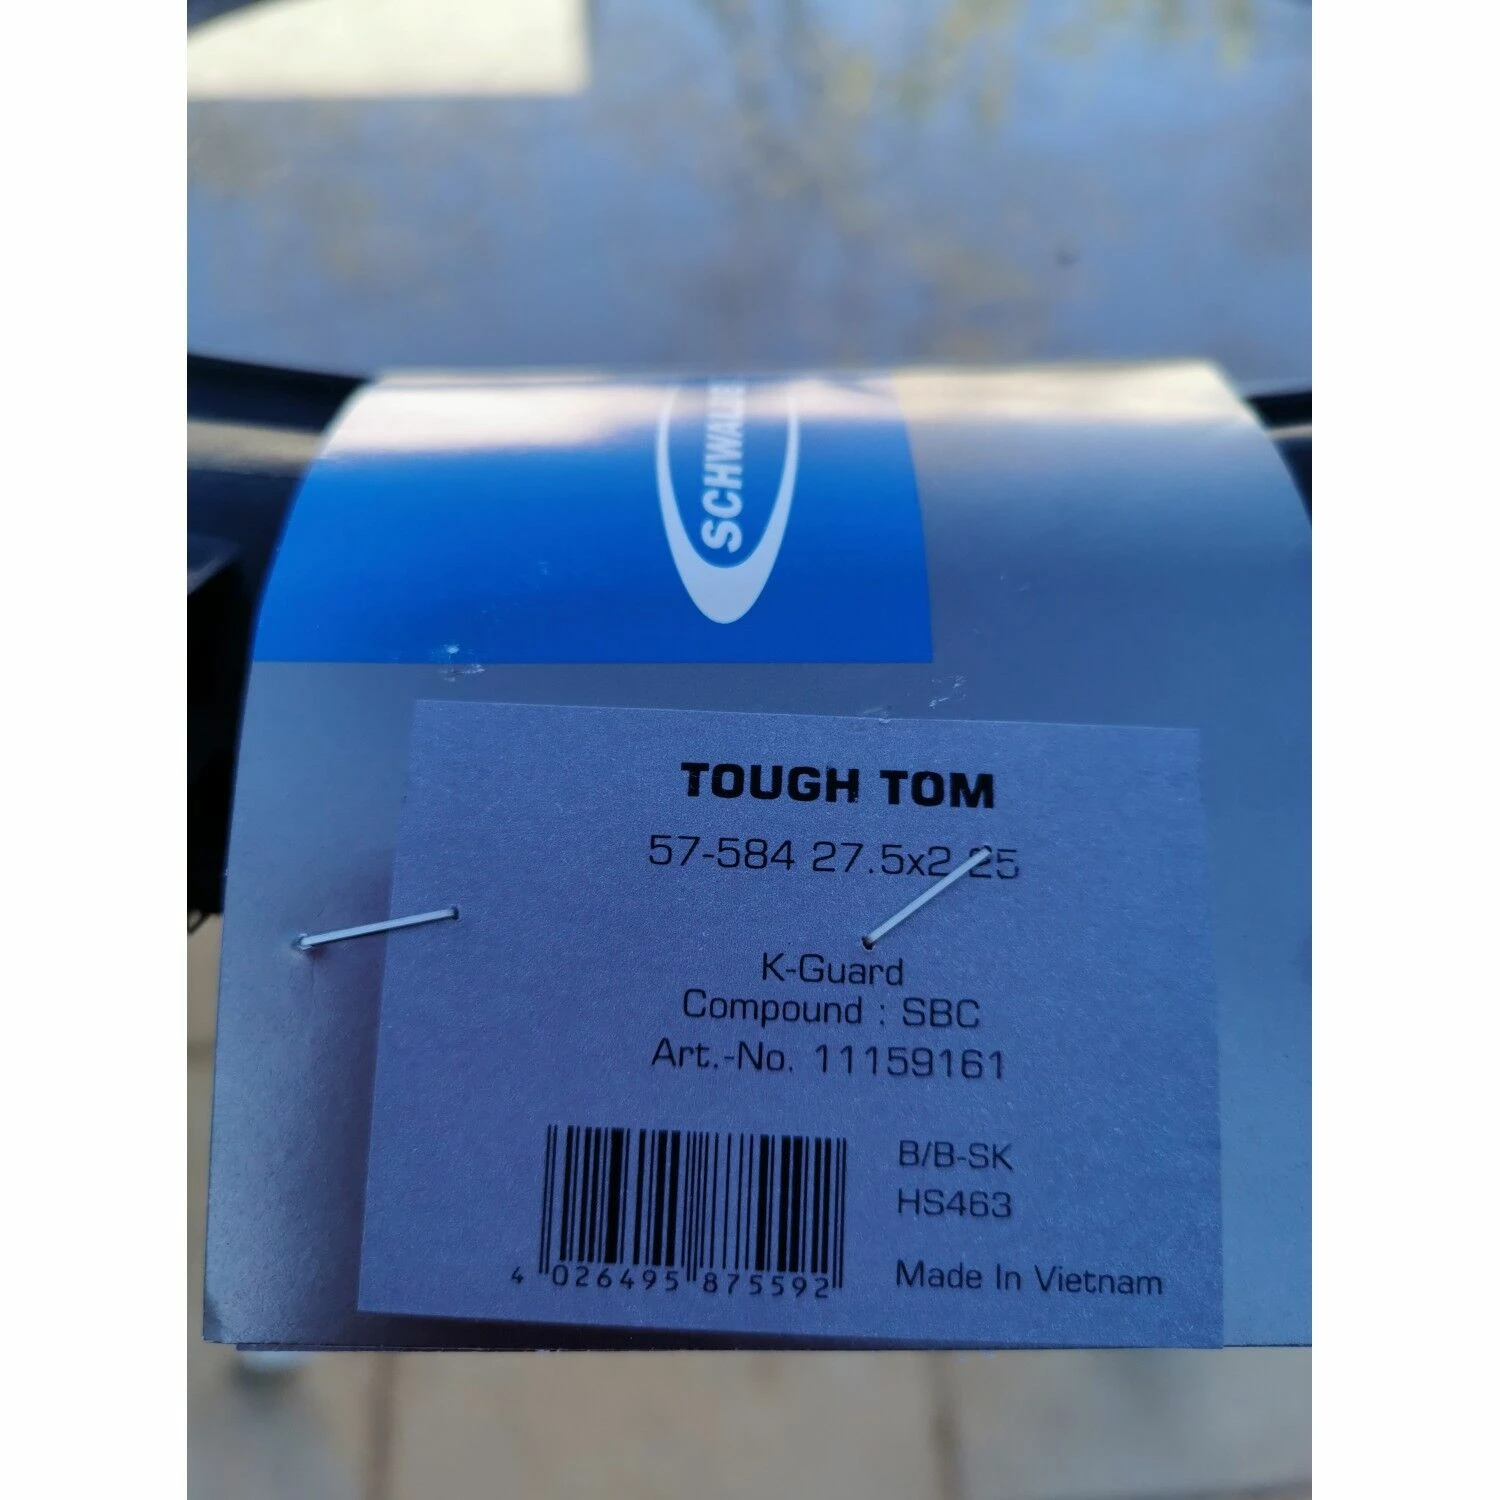 SCHWALBE
TOUGH TOM
57-584 27.5x2.25
K-Guard
Compound : SBC
Art.-No. 11159161
B/B-SK
HS463
4 026495 875592
Made In Vietnam